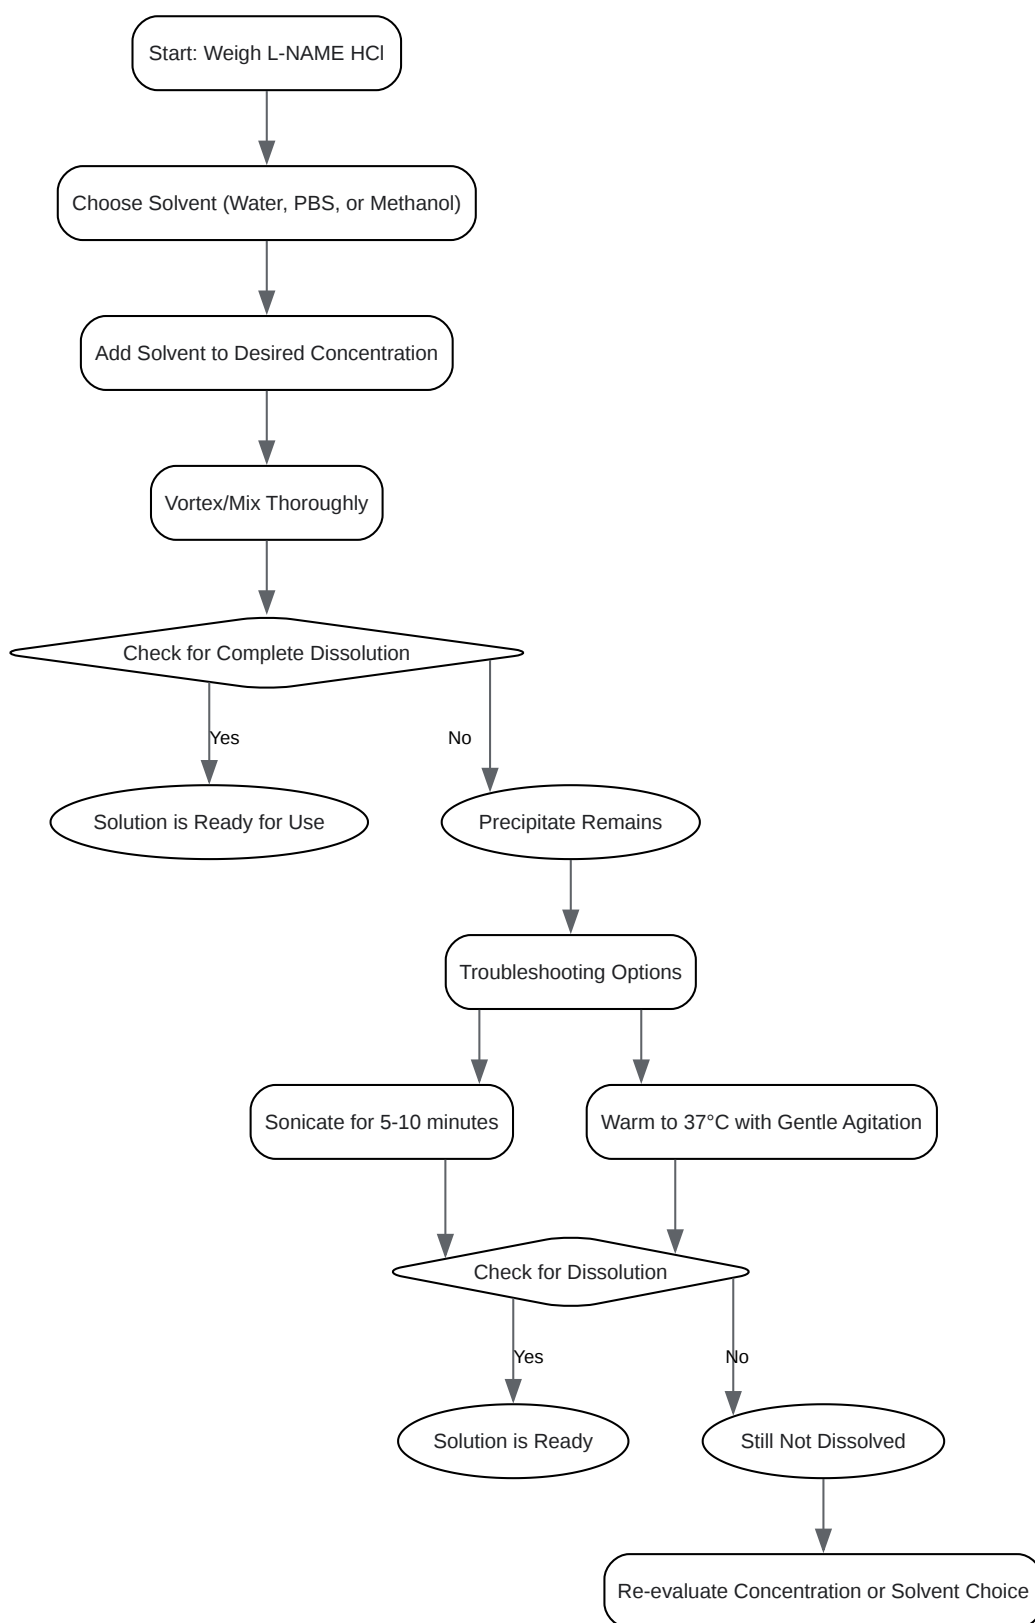 Start: Weigh L-NAME HCl
Choose Solvent (Water, PBS, or Methanol)
Add Solvent to Desired Concentration
Vortex/Mix Thoroughly
Check for Complete Dissolution
Yes
No
Solution is Ready for Use
Precipitate Remains
Troubleshooting Options
Sonicate for 5-10 minutes
Warm to 37°C with Gentle Agitation
Check for Dissolution
Yes
No
Solution is Ready
Still Not Dissolved
Re-evaluate Concentration or Solvent Choice